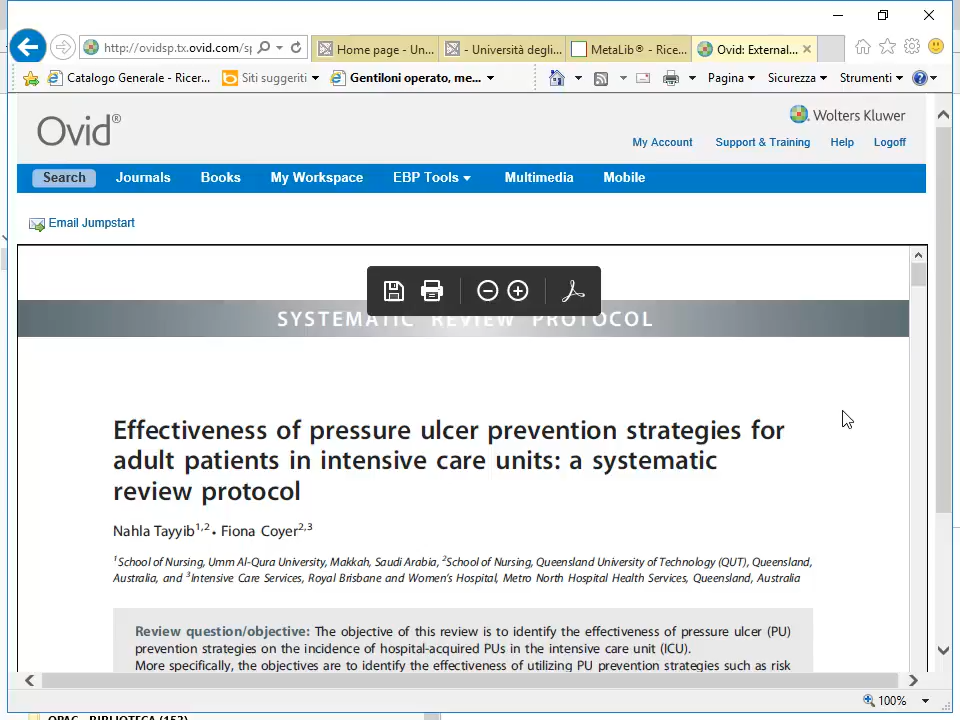 http://ovidsp.tx.ovid.com/sp
Home page - Un...
- Università degli...
MetaLib® - Rice...
Ovid: External...
Catalogo Generale - Ricer...
Siti suggeriti
Gentiloni operato, me...
Pagina
Sicurezza
Strumenti
Ovid®
Wolters Kluwer
My Account
Support & Training
Help
Logoff
Search
Journals
Books
My Workspace
EBP Tools
Multimedia
Mobile
Email Jumpstart
SYSTEMATIC REVIEW PROTOCOL
Effectiveness of pressure ulcer prevention strategies for
adult patients in intensive care units: a systematic
review protocol
Nahla Tayyib1,2 • Fiona Coyer2,3
1School of Nursing, Umm Al-Qura University, Makkah, Saudi Arabia, 2School of Nursing, Queensland University of Technology (QUT), Queensland,
Australia, and 3Intensive Care Services, Royal Brisbane and Women's Hospital, Metro North Hospital Health Services, Queensland, Australia
Review question/objective: The objective of this review is to identify the effectiveness of pressure ulcer (PU)
prevention strategies on the incidence of hospital-acquired PUs in the intensive care unit (ICU).
More specifically, the objectives are to identify the effectiveness of utilizing PU prevention strategies such as risk
100%
OPAC - BIBLIOTECA (152)